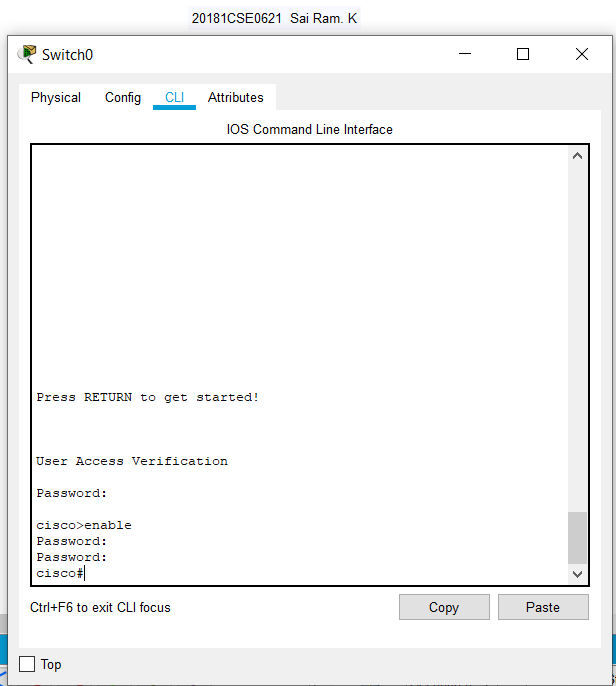 20181CSE0621 Sai Ram. K
Switch0
Physical Config CLI Attributes
IOS Command Line Interface
Press RETURN to get started!
User Access Verification
Password:
cisco>enable
Password:
Password:
cisco#
Ctrl+F6 to exit CLI focus
Copy Paste
Top